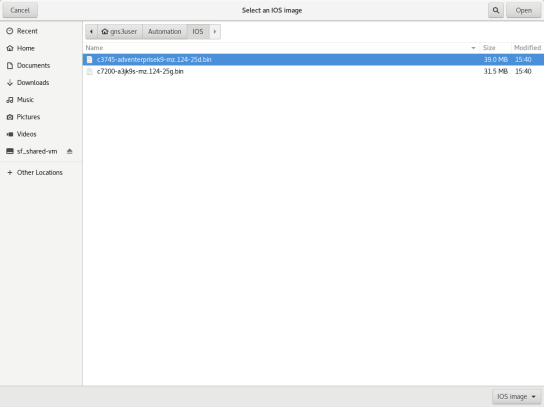 Cancel
Select an IOS image
Open
Recent
gns3user Automation IOS
Home
Name Size Modified
c3745-adventerprisek9-mz.124-25d.bin 39.0 MB 15:40
Documents
c7200-a3jk9s-mz.124-25g.bin 31.5 MB 15:40
Downloads
Music
Pictures
Videos
sf_shared-vm
Other Locations
IOS image